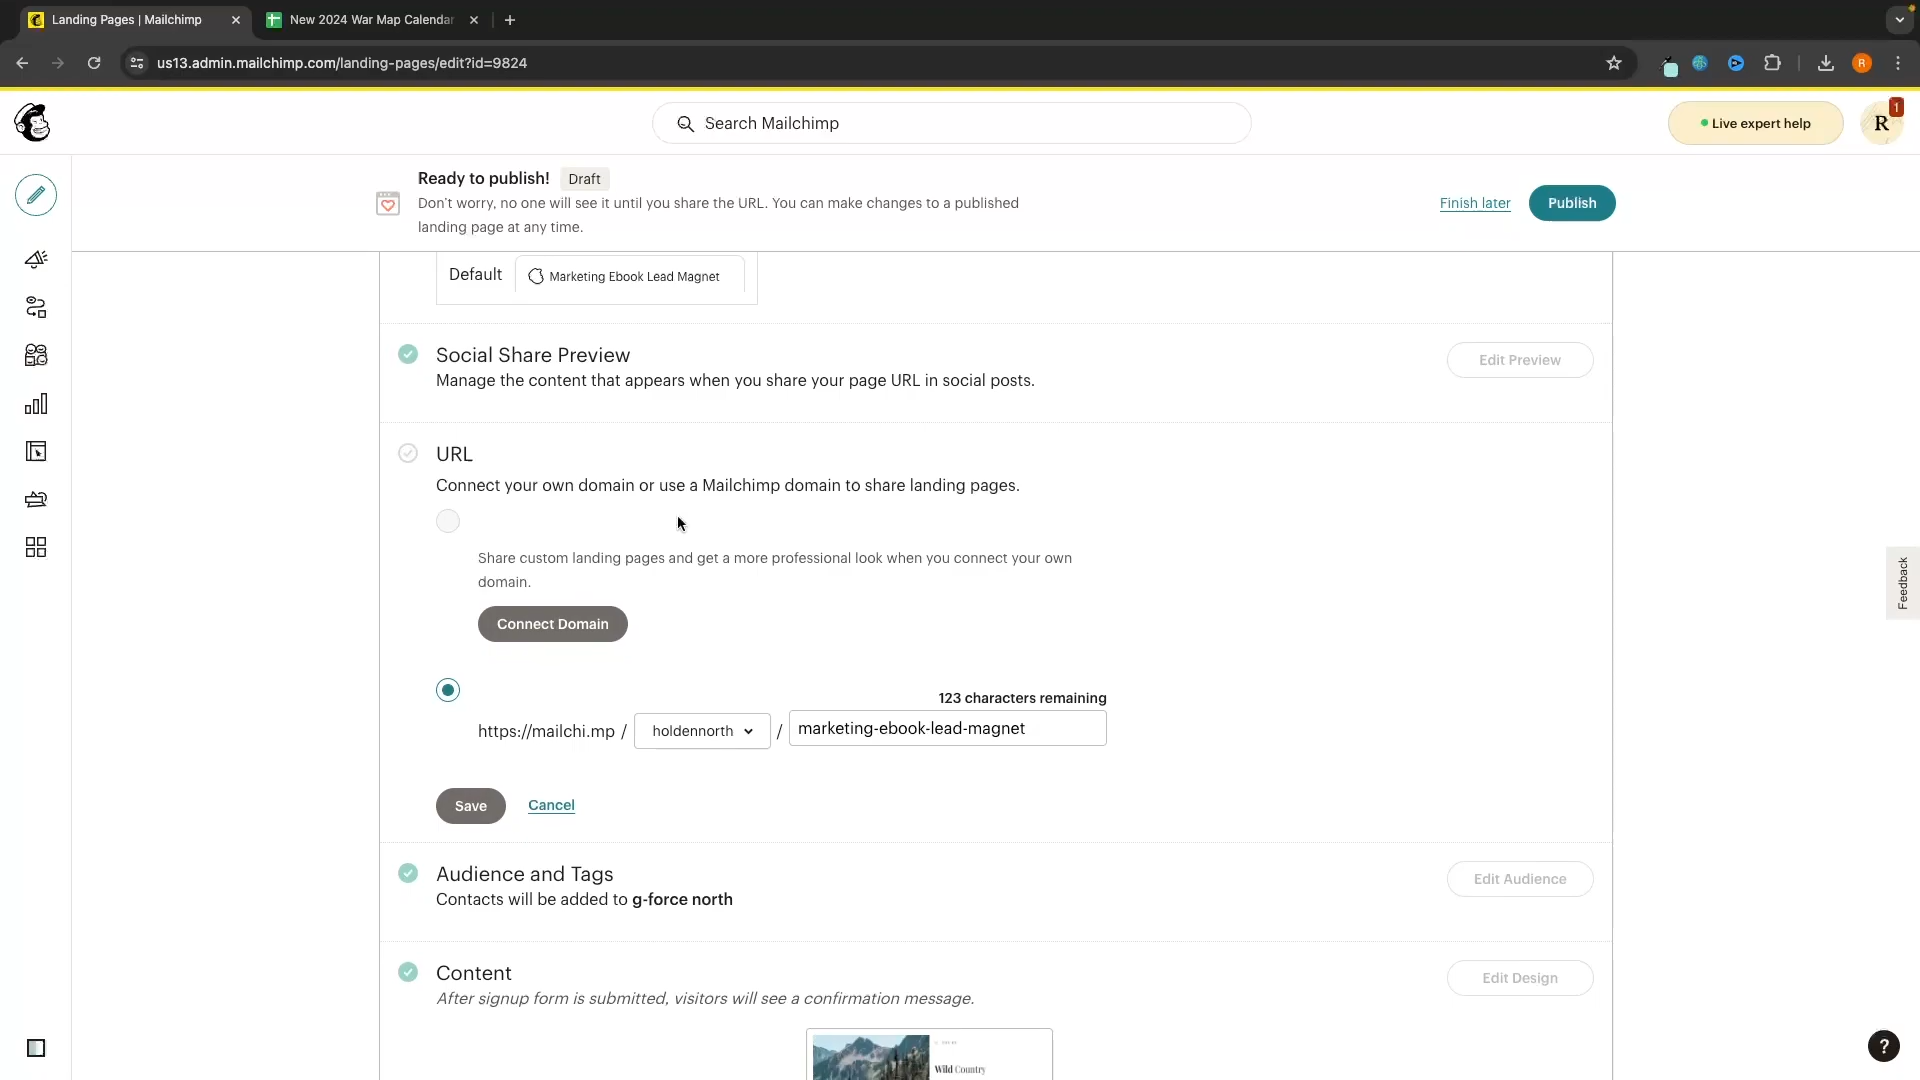 Landing Pages | Mailchimp
New 2024 War Map Calendar
us13.admin.mailchimp.com/landing-pages/edit?id=9824
R
Search Mailchimp
Live expert help
R
1
Ready to publish!
Draft
Don't worry, no one will see it until you share the URL. You can make changes to a published
landing page at any time.
Finish later
Publish
Default
Marketing Ebook Lead Magnet
Social Share Preview
Edit Preview
Manage the content that appears when you share your page URL in social posts.
URL
Connect your own domain or use a Mailchimp domain to share landing pages.
Share custom landing pages and get a more professional look when you connect your own
domain.
Connect Domain
123 characters remaining
https://mailchi.mp / holdennorth / marketing-ebook-lead-magnet
Save
Cancel
Audience and Tags
Edit Audience
Contacts will be added to g-force north
Content
Edit Design
After signup form is submitted, visitors will see a confirmation message.
Wild Country
Feedback
?